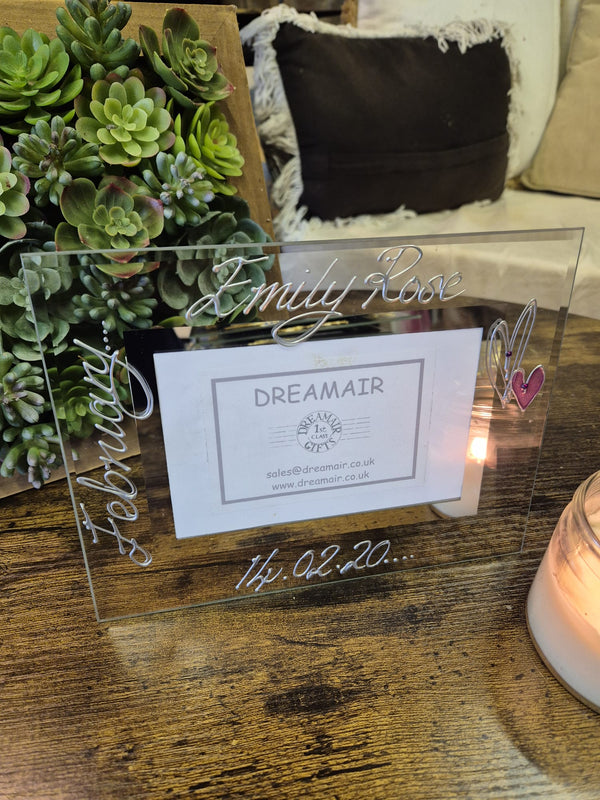 Emily Rose
February...
DREAMAIR
DREAMAIR
1st
CLASS
GIFTS
sales@dreamair.co.uk
www.dreamair.co.uk
14.02.20....